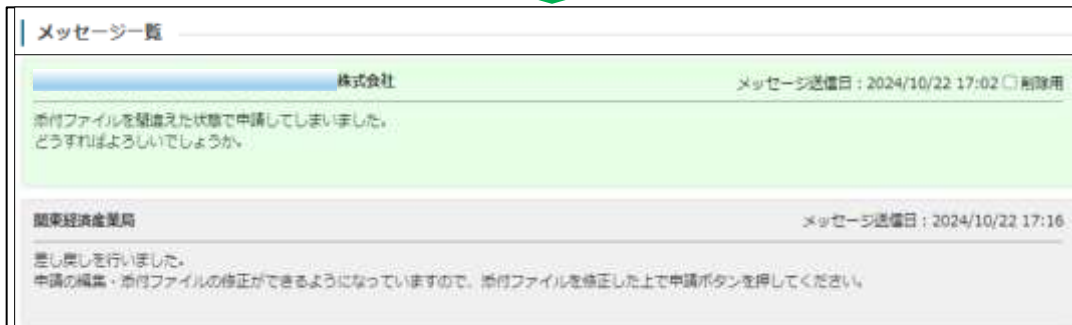 メッセージ一覧
株式会社 メッセージ送信日：2024/10/22 17:02 削除用
添付ファイルを間違えた状態で申請してしまいました。
どうすればよろしいでしょうか。
関東経済産業局 メッセージ送信日：2024/10/22 17:16
差し戻しを行いました。
申請の編集・添付ファイルの修正ができるようになっていますので、添付ファイルを修正した上で申請ボタンを押してください。